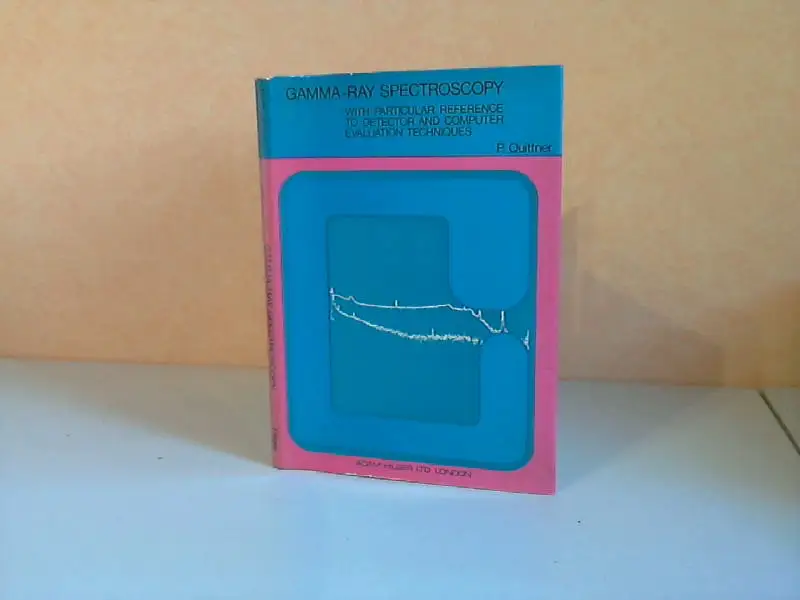 GAMMA-RAY SPECTROSCOPY
WITH PARTICULAR REFERENCE
TO DETECTOR AND COMPUTER
EVALUATION TECHNIQUES
P. Quittner
ADAM HILGER LTD, LONDON